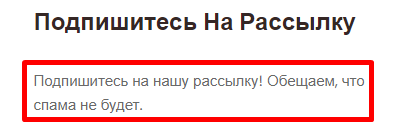 Подпишитесь На Рассылку
Подпишитесь на нашу рассылку! Обещаем, что
спама не будет.